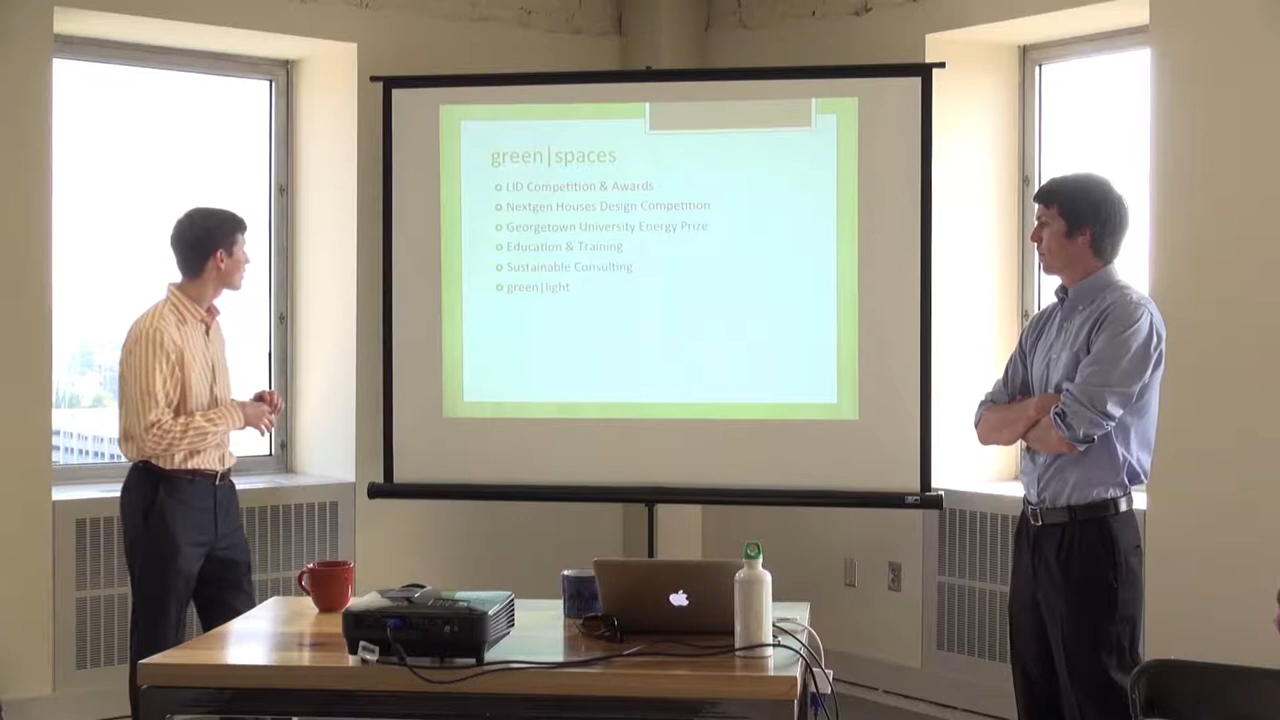 green|spaces
LID Competition & Awards
Nextgen Houses Design Competition
Georgetown University Energy Prize
Education & Training
Sustainable Consulting
green|light